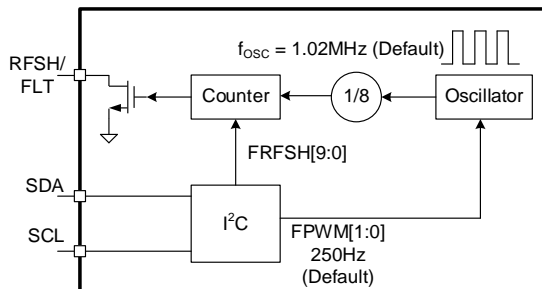 f_OSC = 1.02MHz (Default)
RFSH/
FLT
Counter
1/8
Oscillator
FRFSH[9:0]
SDA
I²C
SCL
FPWM[1:0]
250Hz
(Default)